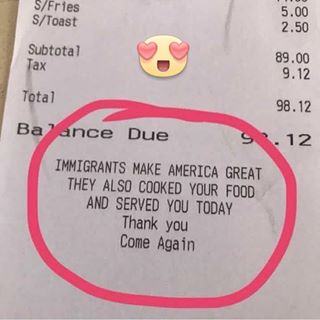 S/Fries 5.00
S/Toast 2.50
Subtotal 89.00
Tax 9.12
Total 98.12
Balance Due 98.12
IMMIGRANTS MAKE AMERICA GREAT
THEY ALSO COOKED YOUR FOOD
AND SERVED YOU TODAY
Thank you
Come Again